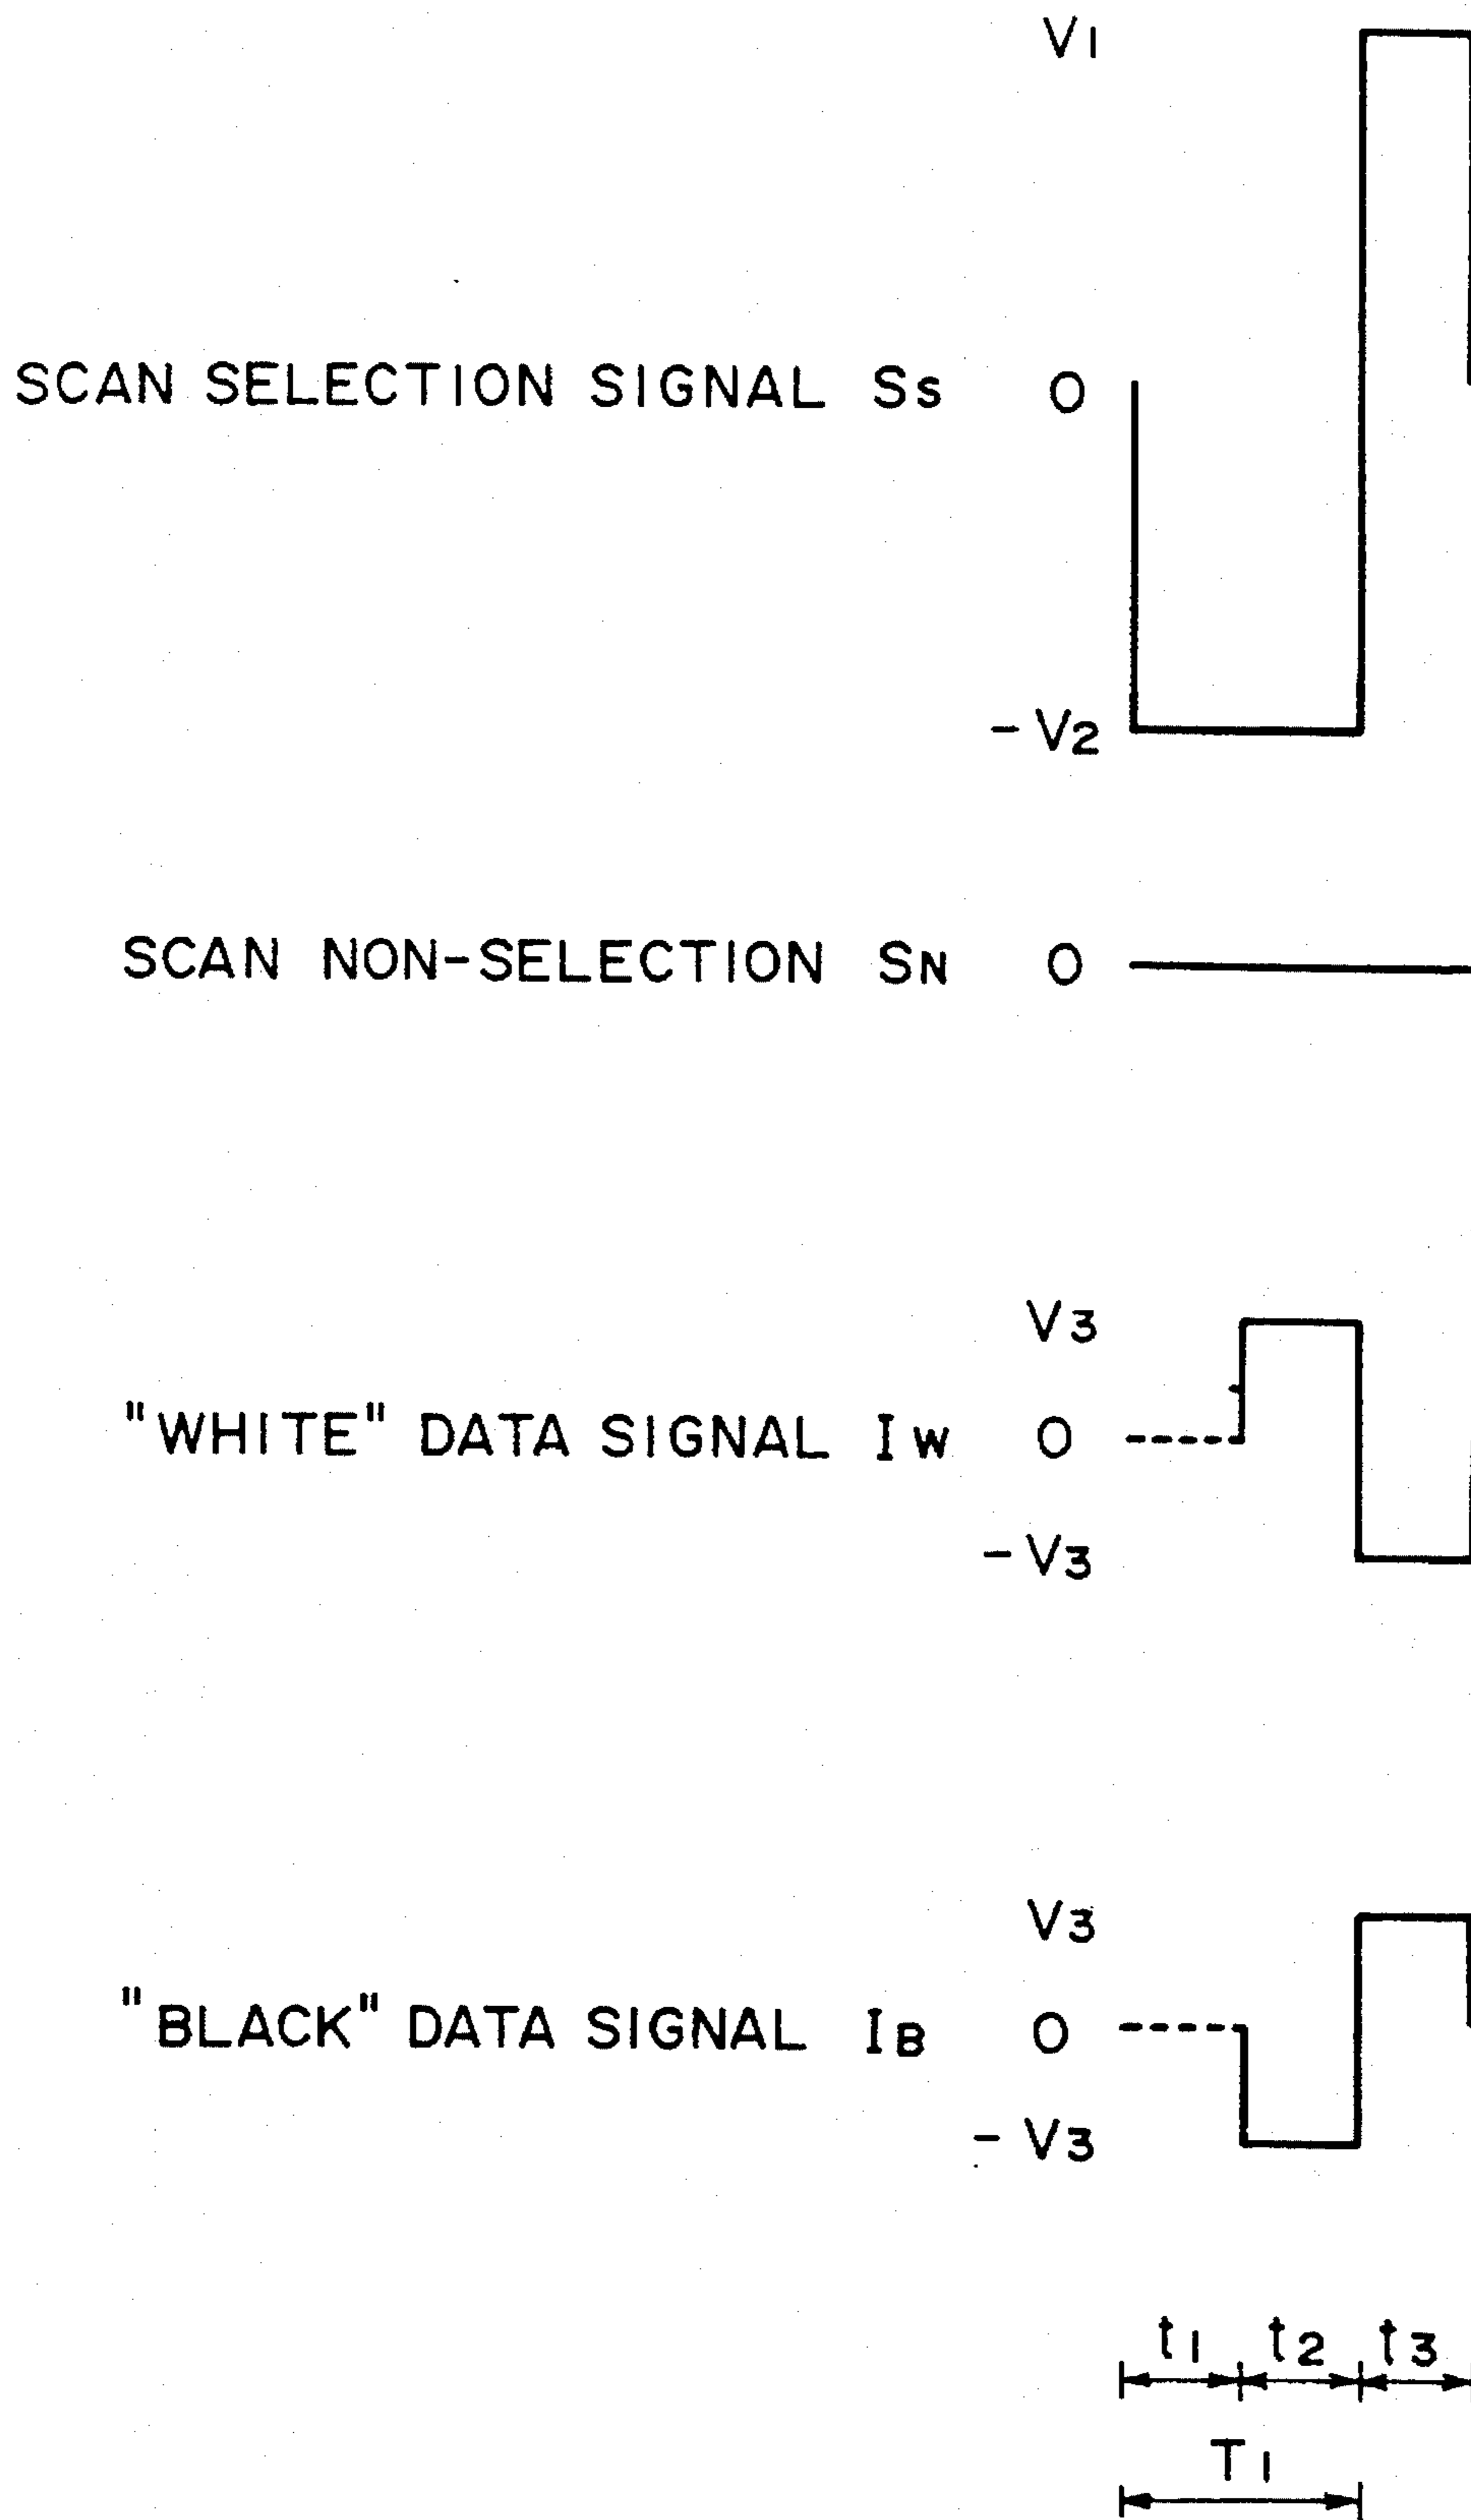 V1
SCAN SELECTION SIGNAL Ss 0
-V2
SCAN NON-SELECTION SN 0
V3
"WHITE" DATA SIGNAL IW 0
-V3
V3
"BLACK" DATA SIGNAL IB 0
-V3
t1 t2 t3
T1